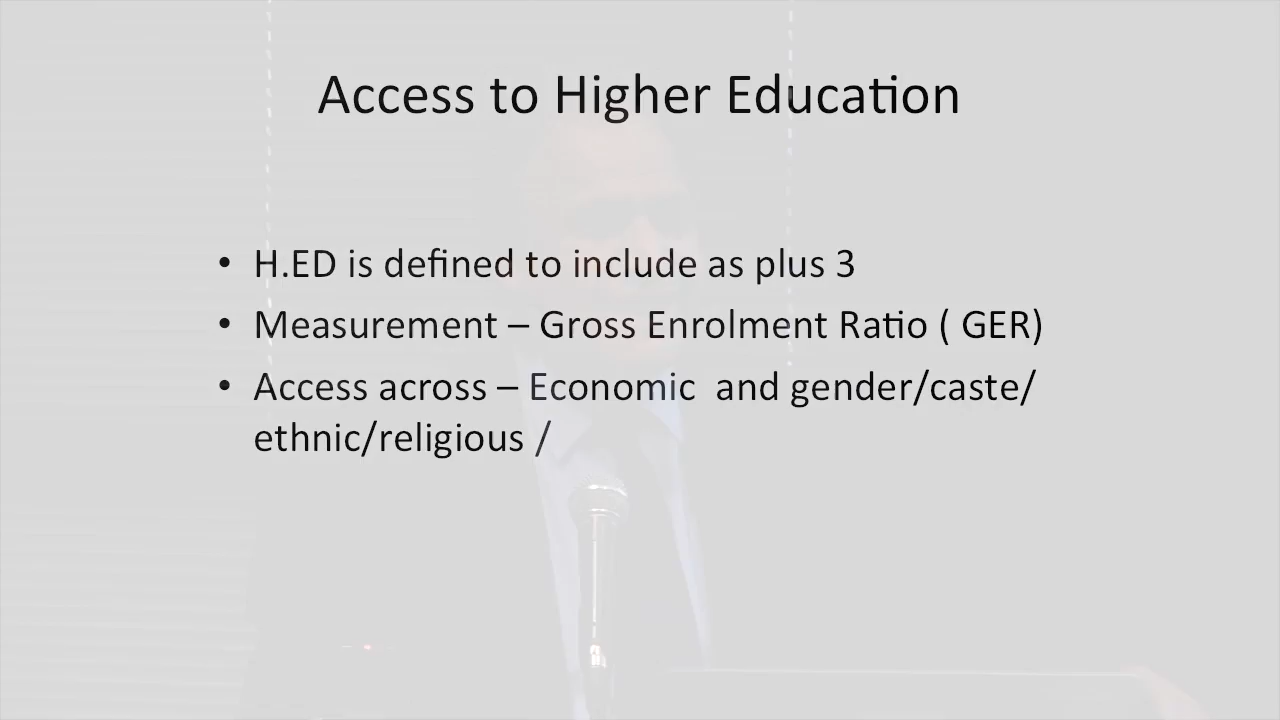 Access to Higher Education
• H.ED is defined to include as plus 3
• Measurement – Gross Enrolment Ratio ( GER)
• Access across – Economic  and gender/caste/
ethnic/religious /